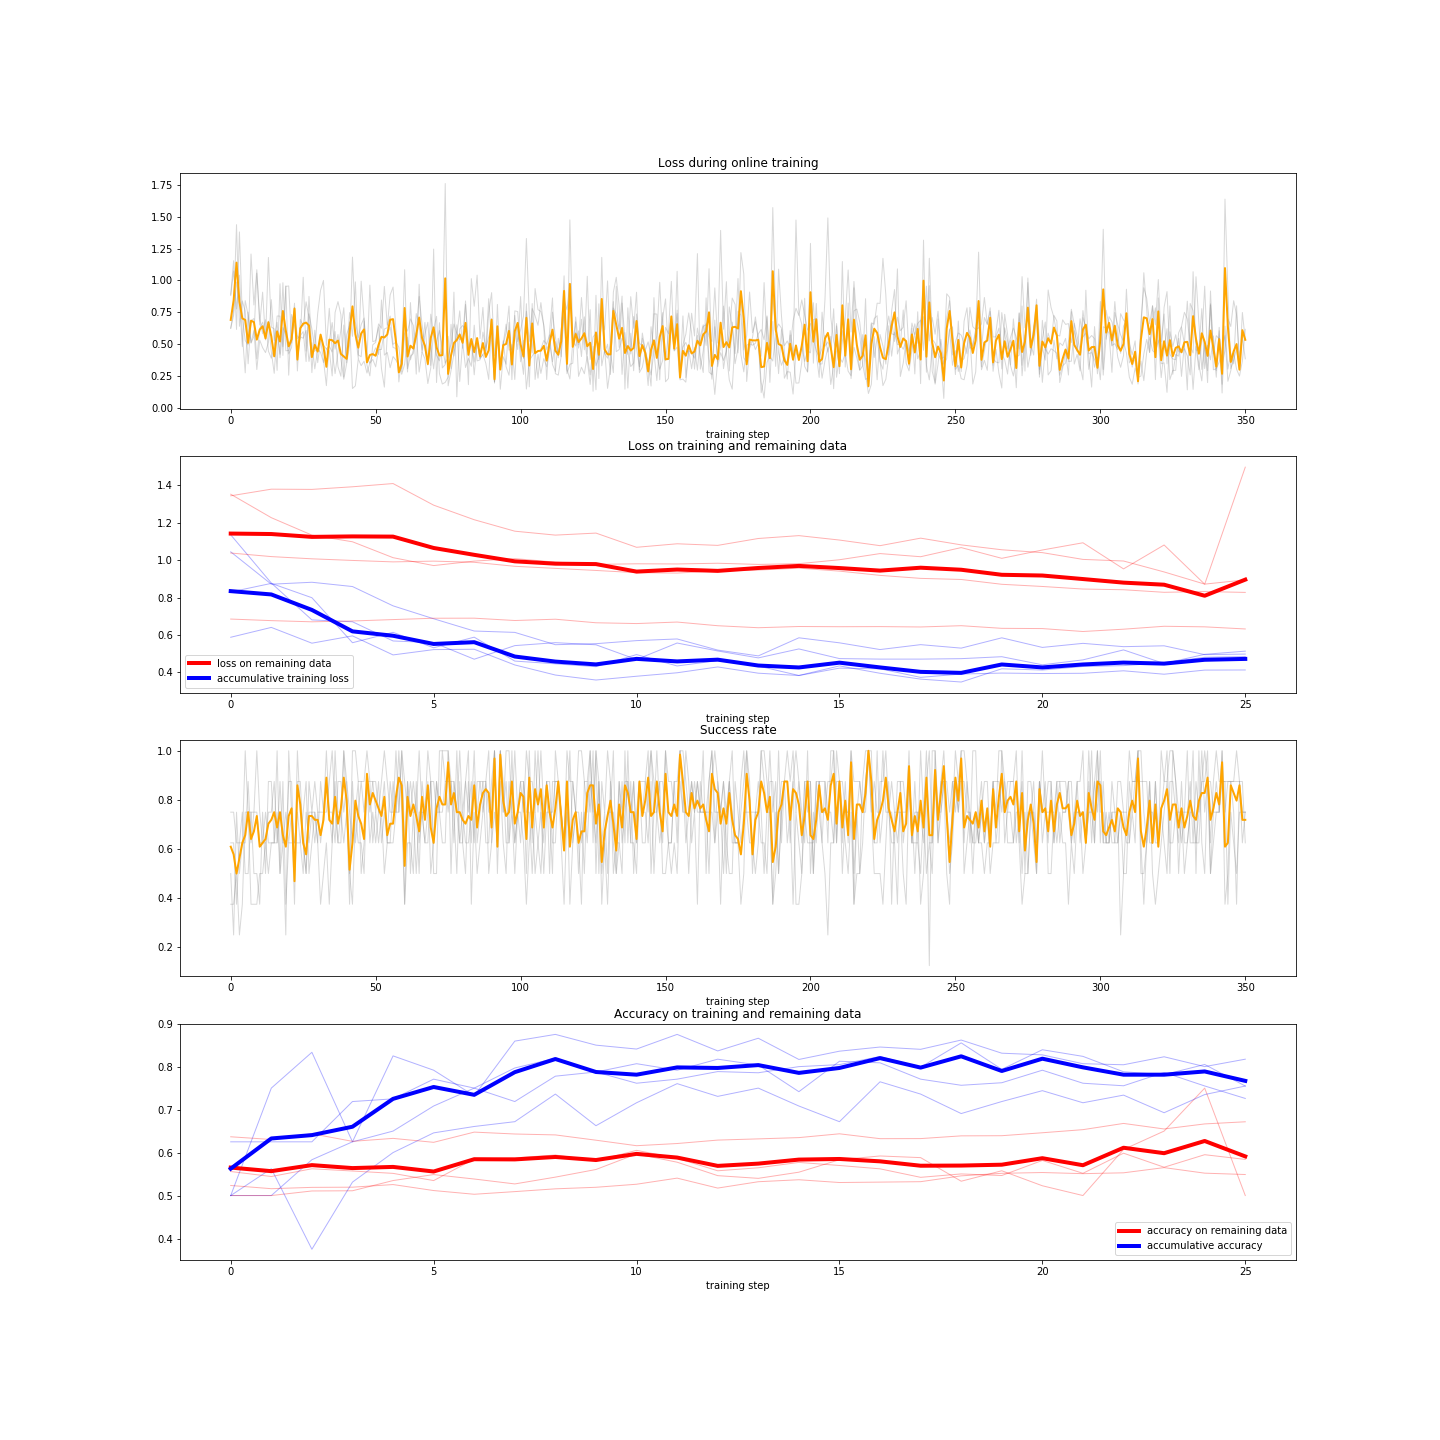 Loss during online training
1.75
1.50
1.25
1.00
0.75
0.50
0.25
0.00
0 50 100 150 200 250 300 350
training step
Loss on training and remaining data
1.4
1.2
1.0
0.8
0.6
0.4
loss on remaining data
accumulative training loss
0 5 10 15 20 25
training step
Success rate
1.0
0.8
0.6
0.4
0.2
0 50 100 150 200 250 300 350
training step
Accuracy on training and remaining data
0.9
0.8
0.7
0.6
0.5
0.4
accuracy on remaining data
accumulative accuracy
0 5 10 15 20 25
training step